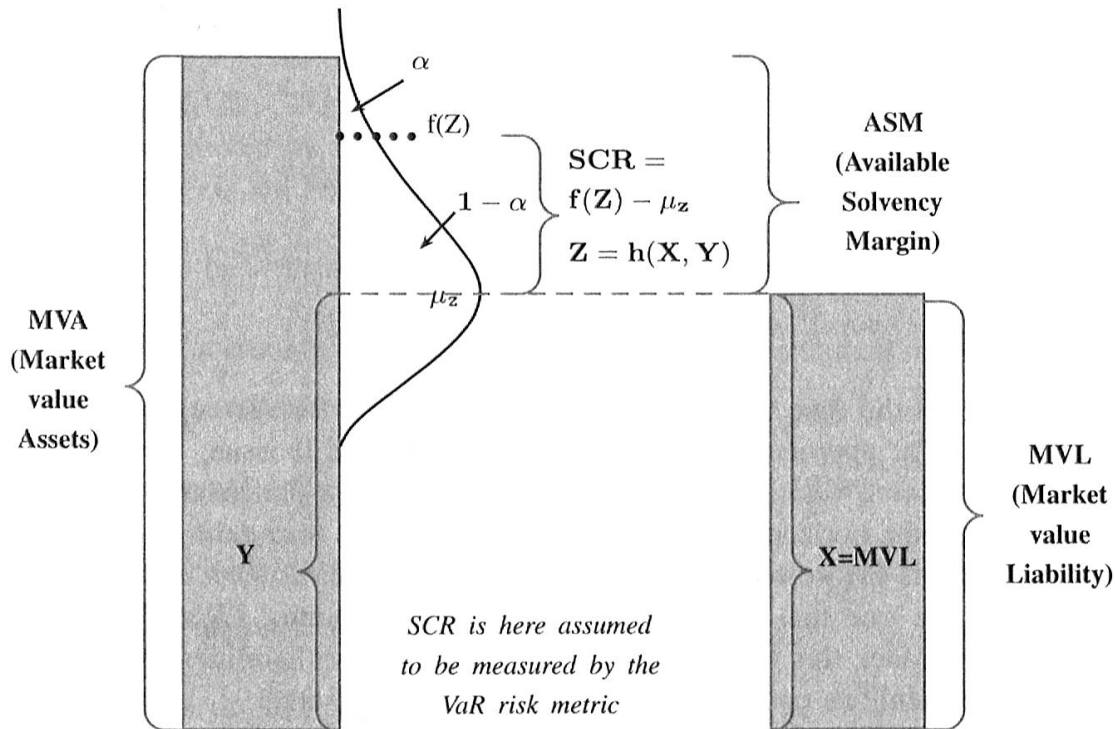 α
f(Z)
SCR =
f(Z) − μz
Z = h(X, Y)
1 − α
μz
ASM
(Available
Solvency
Margin)
MVA
(Market
value
Assets)
Y
X=MVL
MVL
(Market
value
Liability)
SCR is here assumed
to be measured by the
VaR risk metric